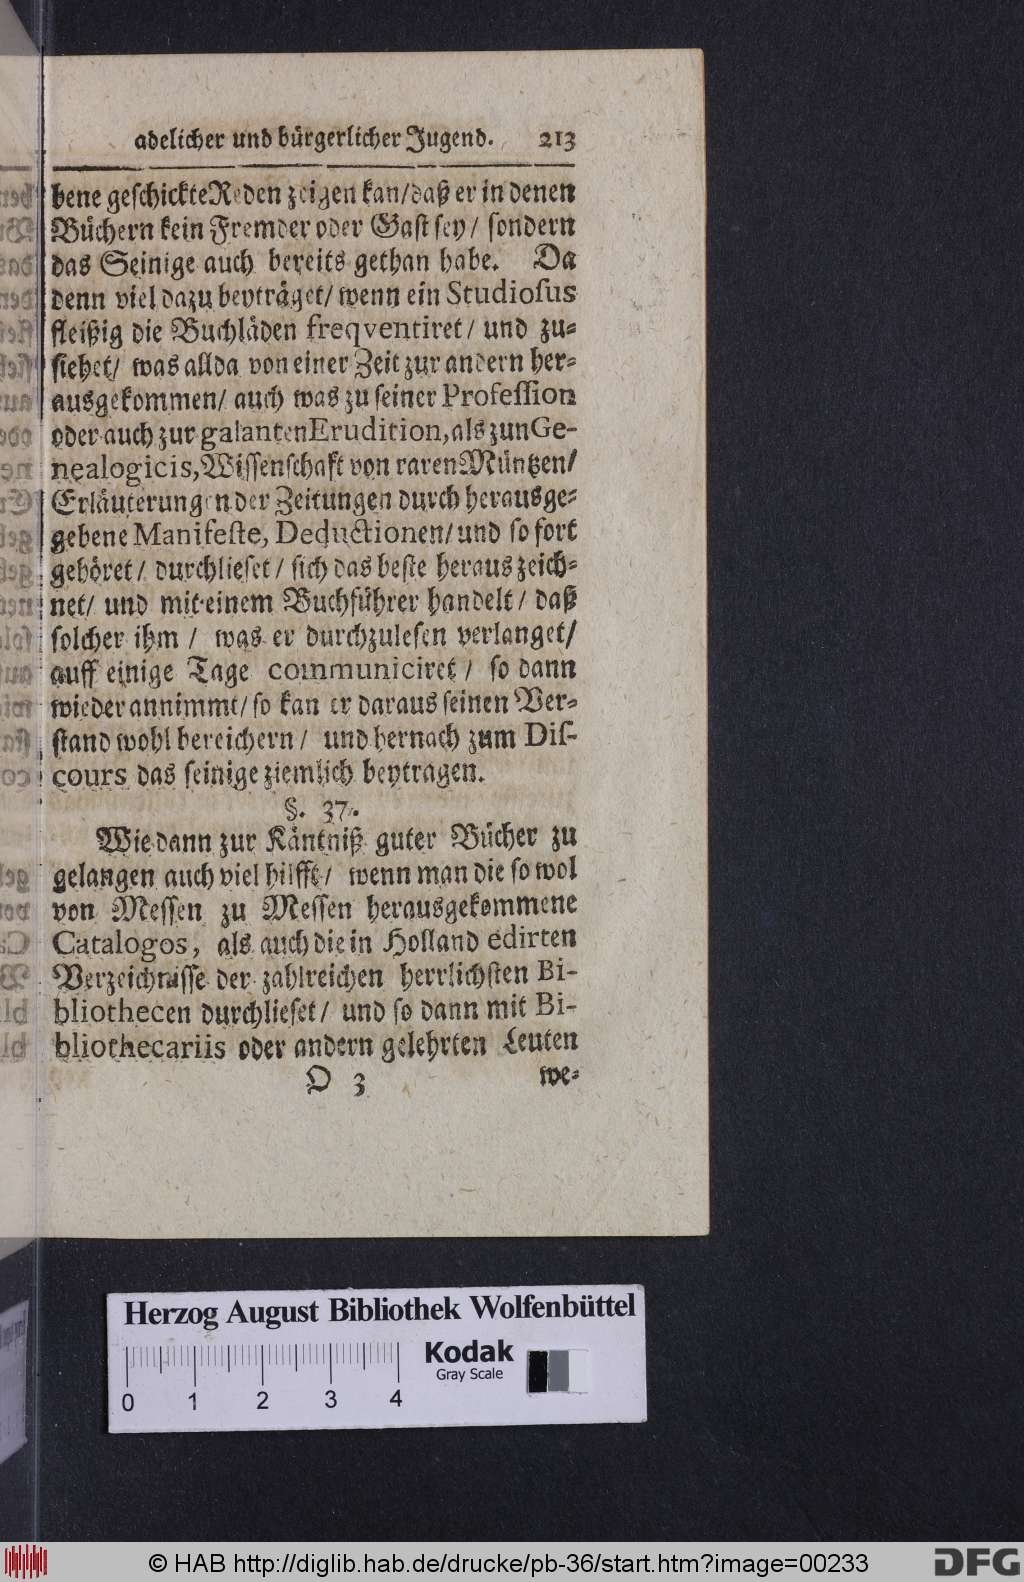 adelicher und bürgerlicher Jugend. 213
bene geschickte Reden zeigen kan/ daß er in denen
Büchern kein Fremder oder Gast sey/ sondern
das Seinige auch bereits gethan habe. Da
denn viel dazu beyträget/ wenn ein Studiosus
fleißig die Buchläden freqventiret/ und zu-
siehet/ was allda von einer Zeit zur andern her-
ausgekommen/ auch was zu seiner Profession
oder auch zur galanten Erudition, als zun Ge-
nealogicis, Wissenschaft von raren Müntzen/
Erläuterungen der Zeitungen durch herausge-
gebene Manifeste, Deductionen/ und so fort
gehöret/ durchlieset/ sich das beste heraus zeich-
net/ und mit einem Buchführer handelt/ daß
solcher ihm / was er durchzulesen verlanget/
auff einige Tage communiciret/ so dann
wieder annimmt/ so kan er daraus seinen Ver-
stand wohl bereichern/ und hernach zum Dis-
cours das seinige ziemlich beytragen.
§. 37.
Wie dann zur Käntniß guter Bücher zu
gelangen auch viel hilfft/ wenn man die so wol
von Messen zu Messen herausgekommene
Catalogos, als auch die in Holland edirten
Verzeichnisse der zahlreichen herrlichsten Bi-
bliothecen durchlieset/ und so dann mit Bi-
bliothecariis oder andern gelehrten Leuten
O 3 we-
Herzog August Bibliothek Wolfenbüttel
Kodak
Gray Scale
0 1 2 3 4
© HAB http://diglib.hab.de/drucke/pb-36/start.htm?image=00233
DFG